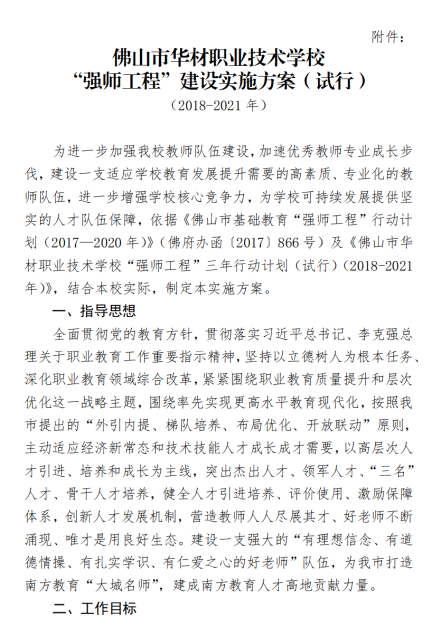 附件：
佛山市华材职业技术学校
“强师工程”建设实施方案（试行）
（2018-2021 年）
为进一步加强我校教师队伍建设，加速优秀教师专业成长步
伐，建设一支适应学校教育发展提升需要的高素质、专业化的教
师队伍，进一步增强学校核心竞争力，为学校可持续发展提供坚
实的人才队伍保障，依据《佛山市基础教育“强师工程”行动计
划（2017—2020 年）》（佛府办函〔2017〕866 号）及《佛山市华
材职业技术学校“强师工程”三年行动计划（试行）（2018-2021
年）》，结合本校实际，制定本实施方案。
一、指导思想
全面贯彻党的教育方针，贯彻落实习近平总书记、李克强总
理关于职业教育工作重要指示精神，坚持以立德树人为根本任务、
深化职业教育领域综合改革，紧紧围绕职业教育质量提升和层次
优化这一战略主题，围绕率先实现更高水平教育现代化，按照我
市提出的“外引内提、梯队培养、布局优化、开放联动”原则，
主动适应经济新常态和技术技能人才成长成才需要，以高层次人
才引进、培养和成长为主线，突出杰出人才、领军人才、“三名”
人才、骨干人才培养，健全人才引进培养、评价使用、激励保障
体系，创新人才发展机制，营造教师人人尽展其才、好老师不断
涌现、唯才是用良好生态。建设一支强大的“有理想信念、有道
德情操、有扎实学识、有仁爱之心的好老师”队伍，为我市打造
南方教育“大城名师”，建成南方教育人才高地贡献力量。
二、工作目标